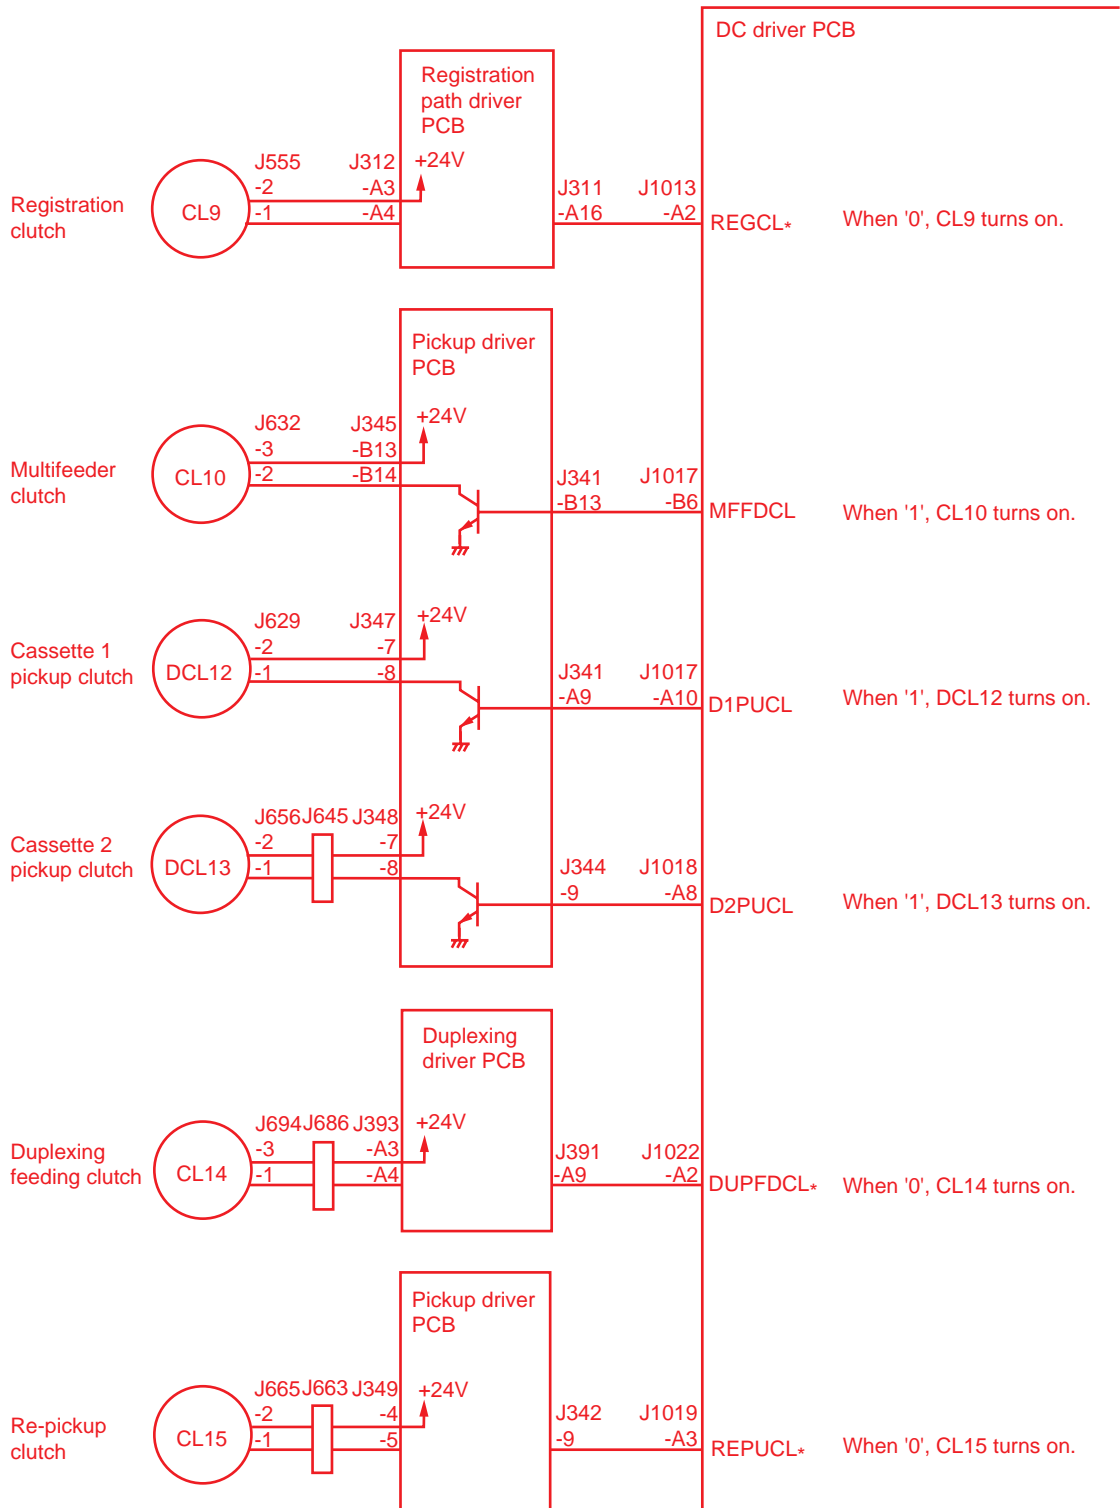 DC driver PCB
Registration
path driver
PCB
J555 J312 +24V
-2 -A3
-1 -A4
Registration
clutch
CL9
J311 J1013
-A16 -A2
REGCL* When '0', CL9 turns on.
Pickup driver
PCB
J632 J345 +24V
-3 -B13
-2 -B14
Multifeeder
clutch
CL10
J341 J1017
-B13 -B6
MFFDCL When '1', CL10 turns on.
J629 J347 +24V
-2 -7
-1 -8
Cassette 1
pickup clutch
DCL12
J341 J1017
-A9 -A10
D1PUCL When '1', DCL12 turns on.
J656 J645 J348 +24V
-2 -7
-1 -8
Cassette 2
pickup clutch
DCL13
J344 J1018
-9 -A8
D2PUCL When '1', DCL13 turns on.
Duplexing
driver PCB
J694 J686 J393 +24V
-3 -A3
-1 -A4
Duplexing
feeding clutch
CL14
J391 J1022
-A9 -A2
DUPFDCL* When '0', CL14 turns on.
Pickup driver
PCB
J665 J663 J349 +24V
-2 -4
-1 -5
Re-pickup
clutch
CL15
J342 J1019
-9 -A3
REPUCL* When '0', CL15 turns on.